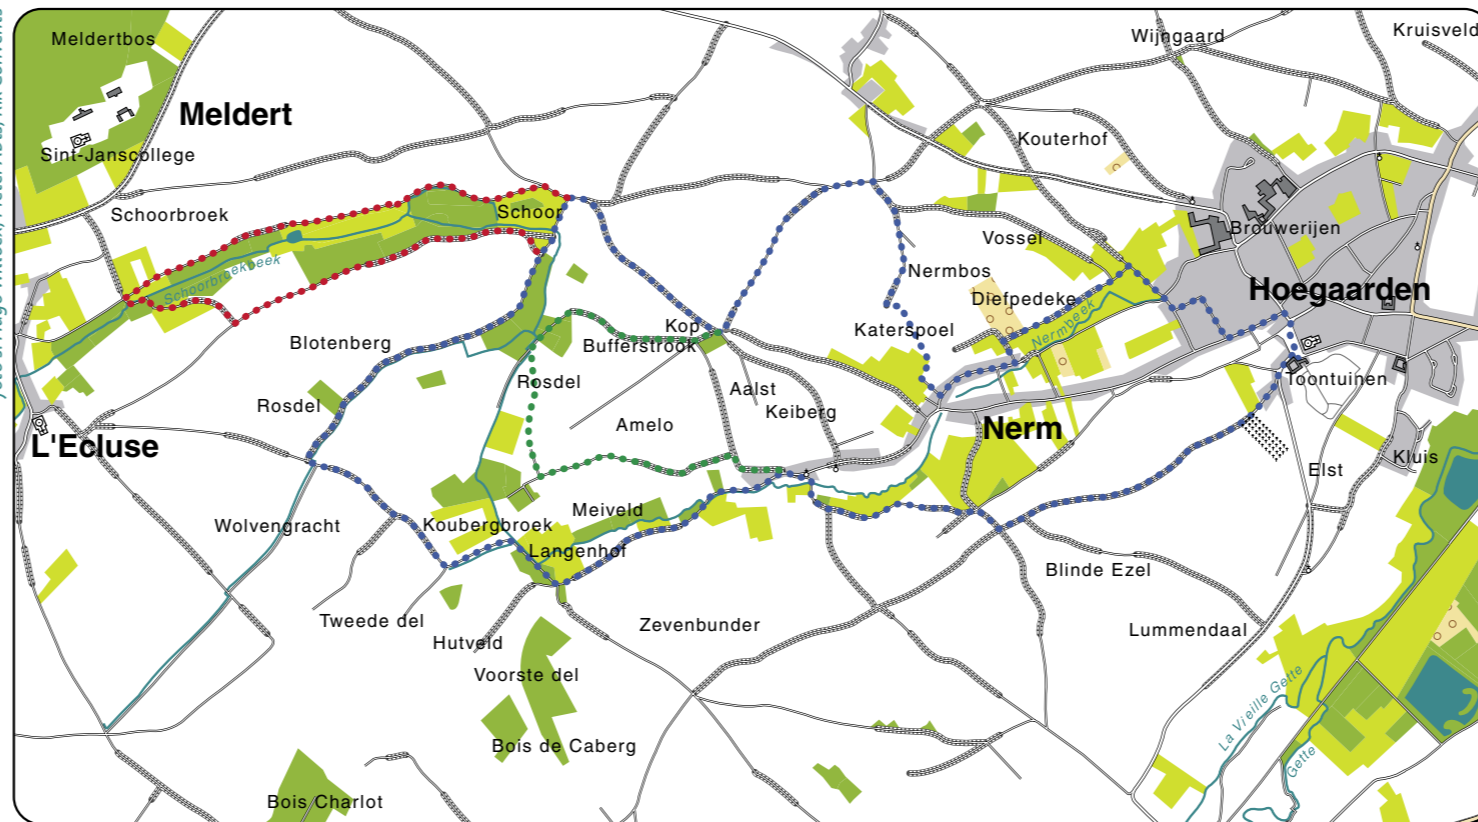 Meldertbos
Wijngaard
Kruisveld
Meldert
Kouterhof
Sint-Janscollege
Schoorbroek
Schoor
Brouwerijen
Vossel
Schoorbroekbeek
Nermbos
Hoegaarden
Diefpedeke
Nermbeek
Kop
Katerspoel
Blotenberg
Bufferstrook
Toontuinen
Rosdel
Aalst
Rosdel
Keiberg
Amelo
Nerm
L'Ecluse
Kluis
Elst
Meiveld
Wolvengracht
Koubergbroek
Langenhof
Blinde Ezel
Tweede del
Zevenbunder
Lummendaal
Hutveld
Voorste del
La Vieille Gette
Bois de Caberg
Gette
Bois Charlot